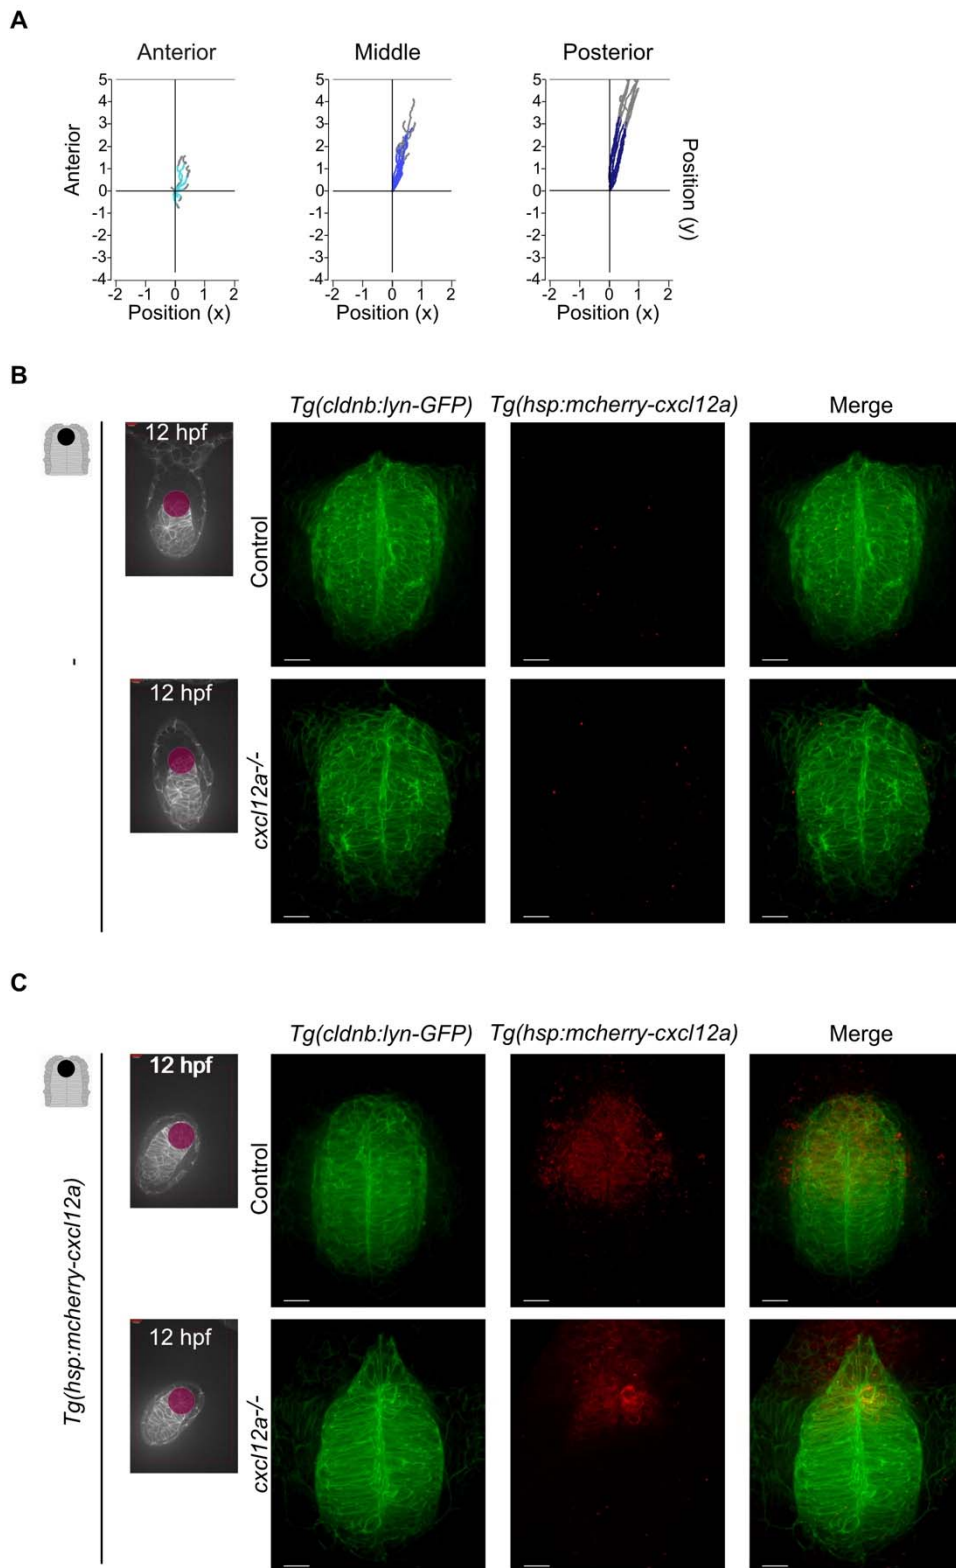 A
Anterior Middle Posterior
5 5 5
4 4 4
3 3 3
2 2 2
1 1 1
0 0 0
-1 -1 -1
-2 -2 -2
-3 -3 -3
-4 -4 -4
Anterior
Position (y)
-2 -1 0 1 2 -2 -1 0 1 2 -2 -1 0 1 2
Position (x) Position (x) Position (x)
B
Tg(cldnb:lyn-GFP) Tg(hsp:mcherry-cxcl12a) Merge
12 hpf
Control
-
12 hpf
cxcl12a-/-
C
Tg(cldnb:lyn-GFP) Tg(hsp:mcherry-cxcl12a) Merge
12 hpf
Control
Tg(hsp:mcherry-cxcl12a)
12 hpf
cxcl12a-/-